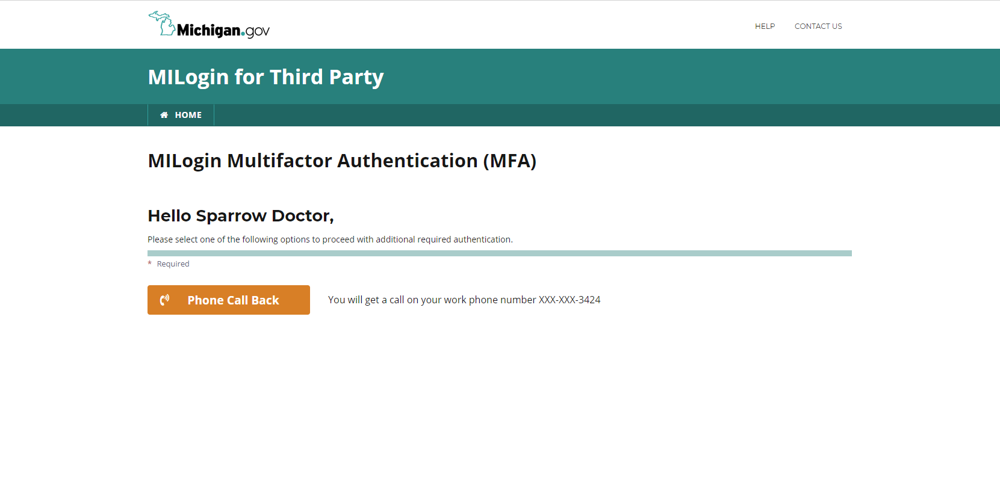 Michigan.gov
HELP CONTACT US
MILogin for Third Party
HOME
MILogin Multifactor Authentication (MFA)
Hello Sparrow Doctor,
Please select one of the following options to proceed with additional required authentication.
* Required
Phone Call Back You will get a call on your work phone number XXX-XXX-3424